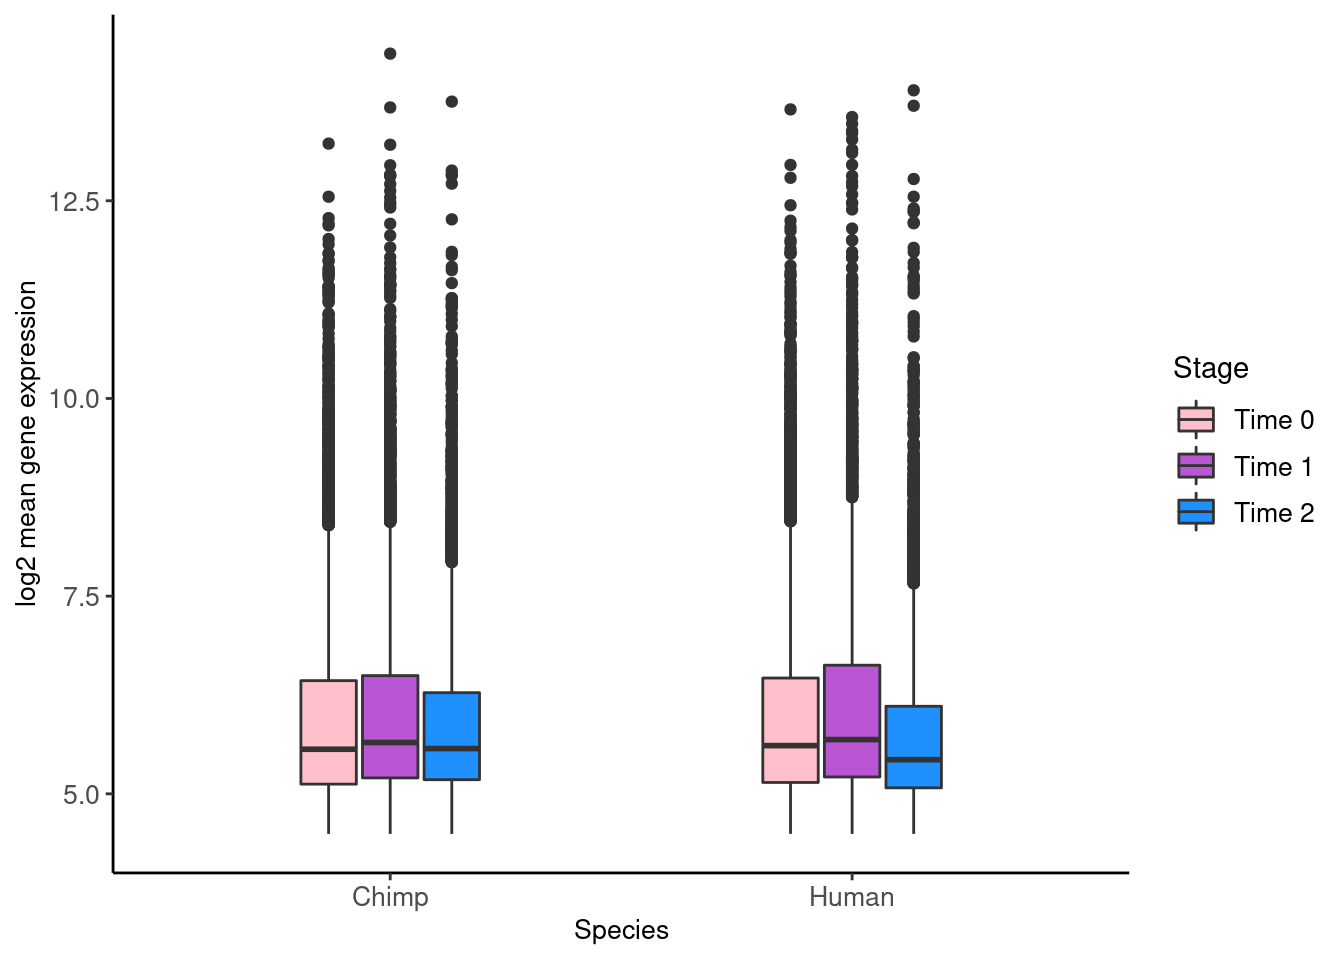 log2 mean gene expression
12.5
10.0
7.5
5.0
Chimp
Human
Species
Stage
Time 0
Time 1
Time 2